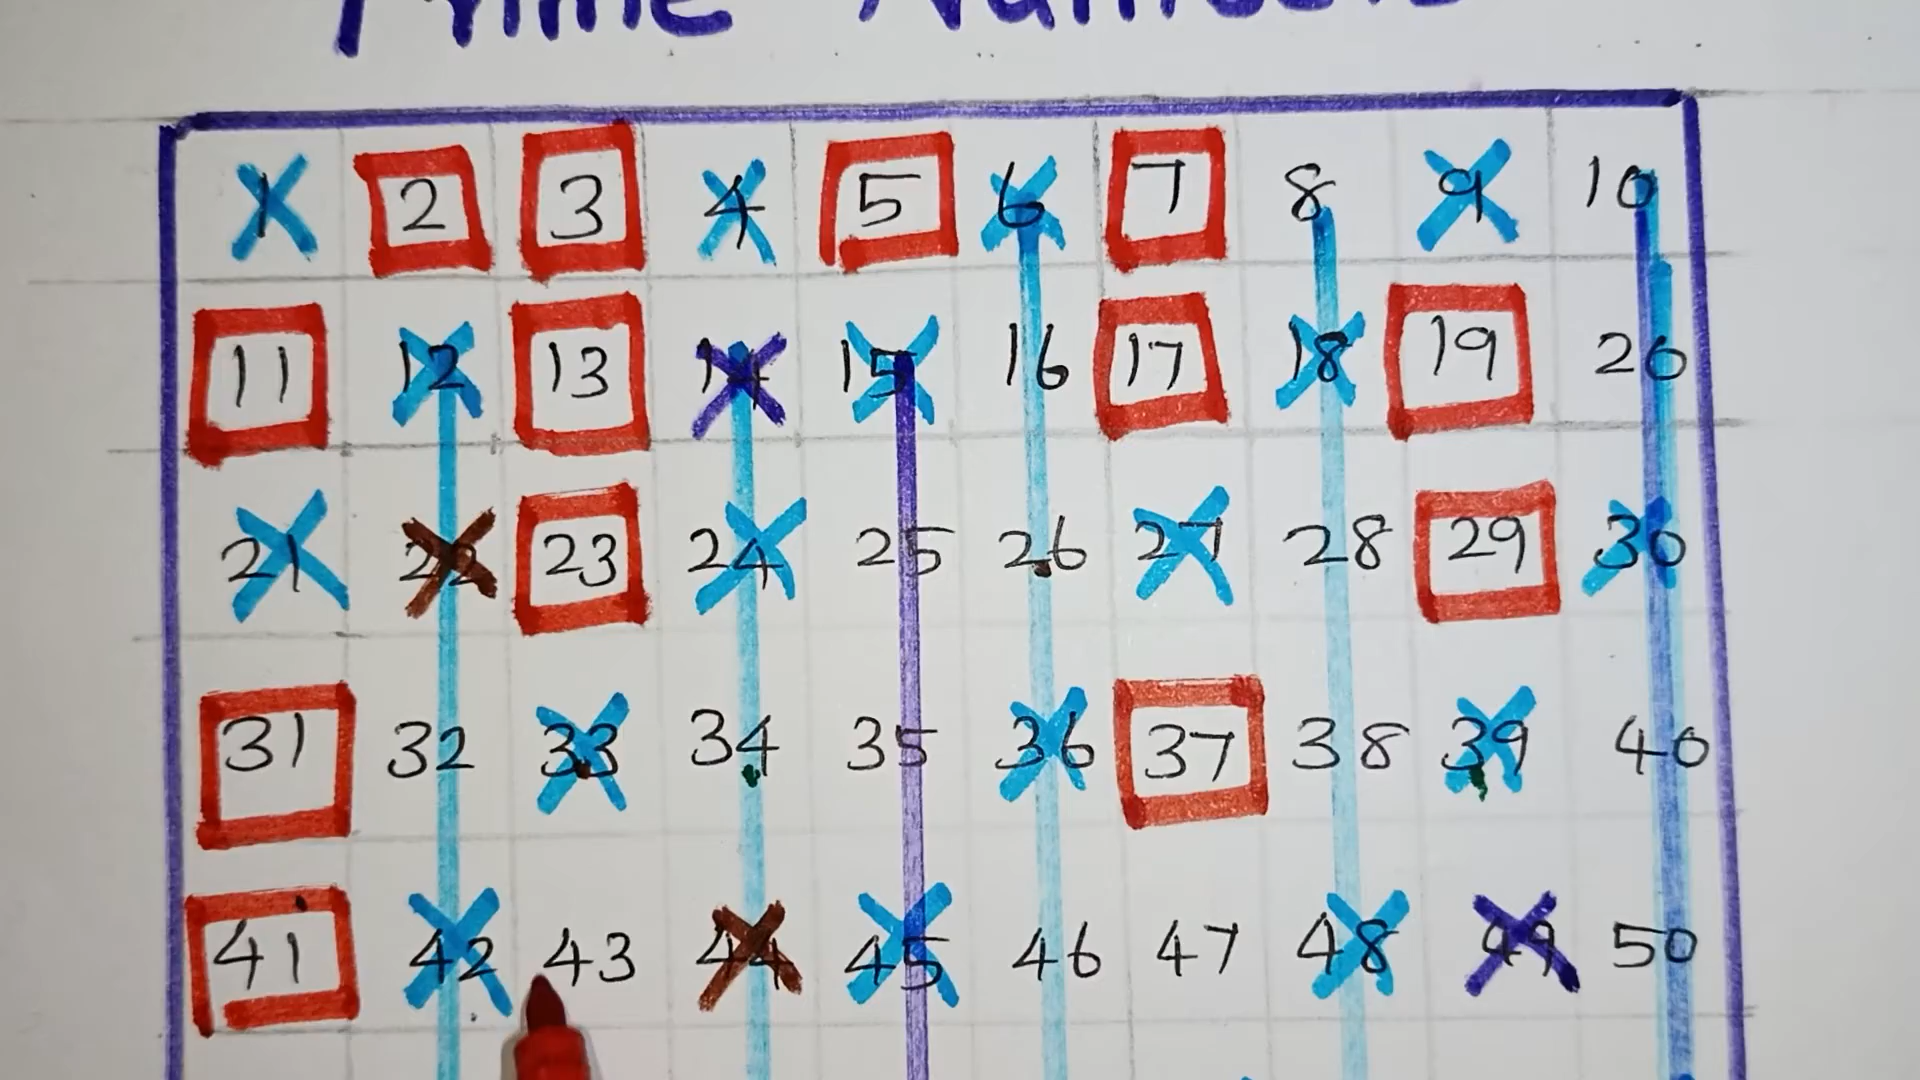 Prime Numbers
1 2 3 4 5 6 7 8 9 10
11 12 13 14 15 16 17 18 19 20
21 22 23 24 25 26 27 28 29 30
31 32 33 34 35 36 37 38 39 40
41 42 43 44 45 46 47 48 49 50